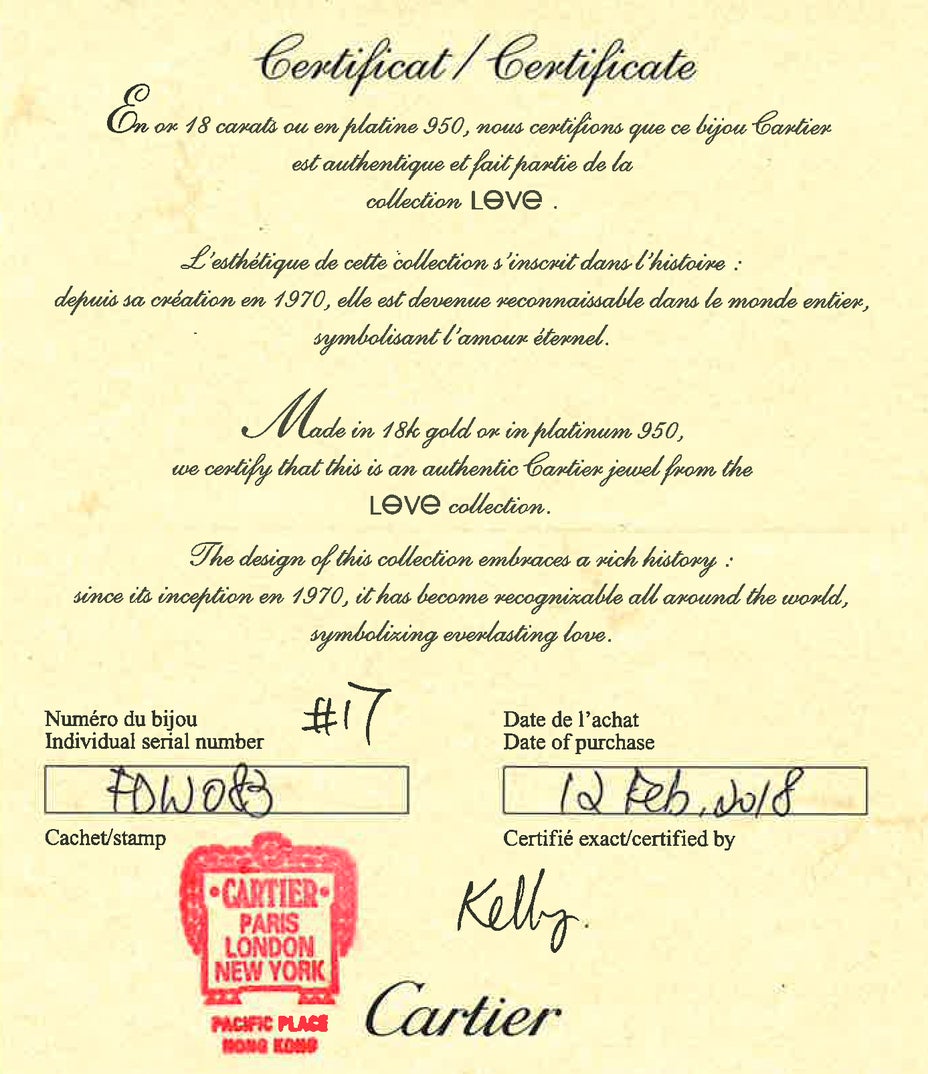 Certificat / Certificate
En or 18 carats ou en platine 950, nous certifions que ce bijou Cartier
est authentique et fait partie de la
collection LOVE .
L'esthétique de cette collection s'inscrit dans l'histoire :
depuis sa création en 1970, elle est devenue reconnaissable dans le monde entier,
symbolisant l'amour éternel.
Made in 18k gold or in platinum 950,
we certify that this is an authentic Cartier jewel from the
LOVE collection.
The design of this collection embraces a rich history :
since its inception en 1970, it has become recognizable all around the world,
symbolizing everlasting love.
Numéro du bijou
Individual serial number
#17
FDW083
Date de l'achat
Date of purchase
12 Feb, 2018
Cachet/stamp
CARTIER
PARIS
LONDON
NEW YORK
PACIFIC PLACE
HONG KONG
Certifié exact/certified by
Kelly.
Cartier